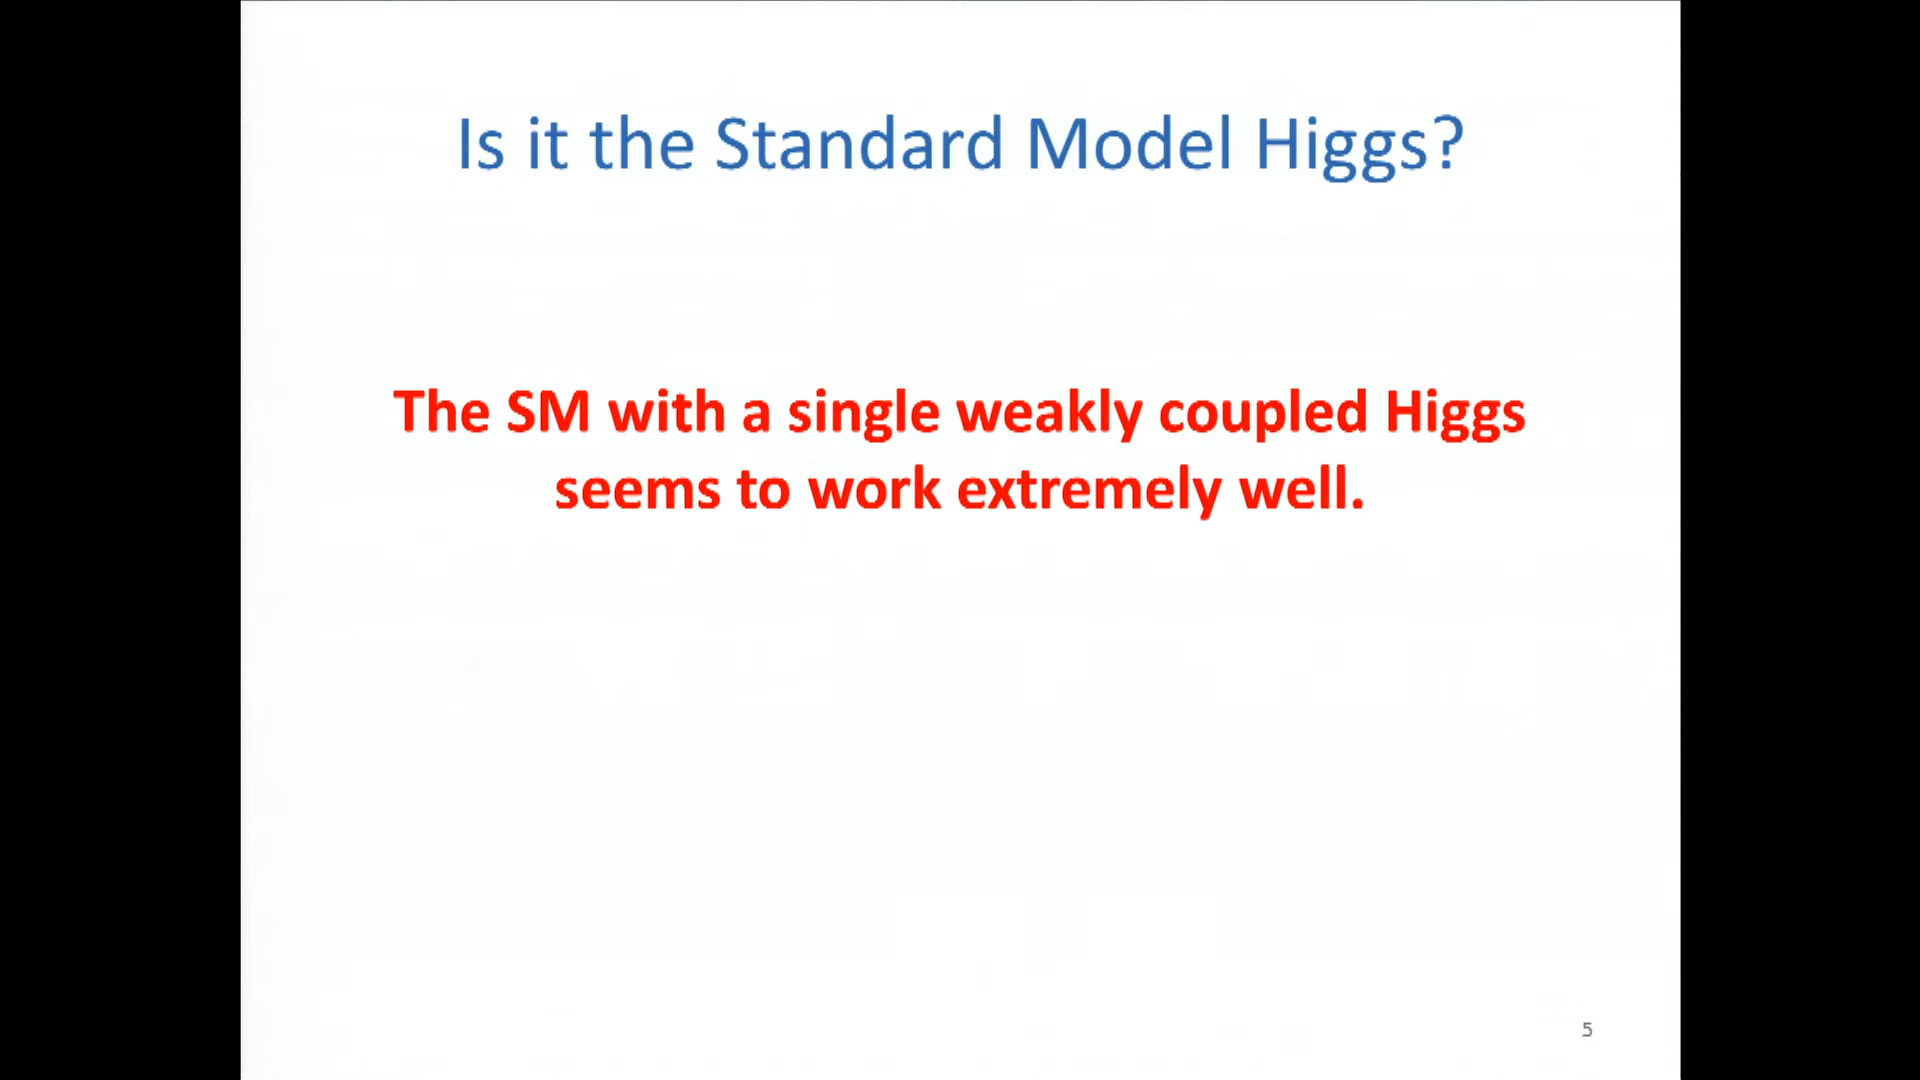 Is it the Standard Model Higgs?
The SM with a single weakly coupled Higgs
seems to work extremely well.
5